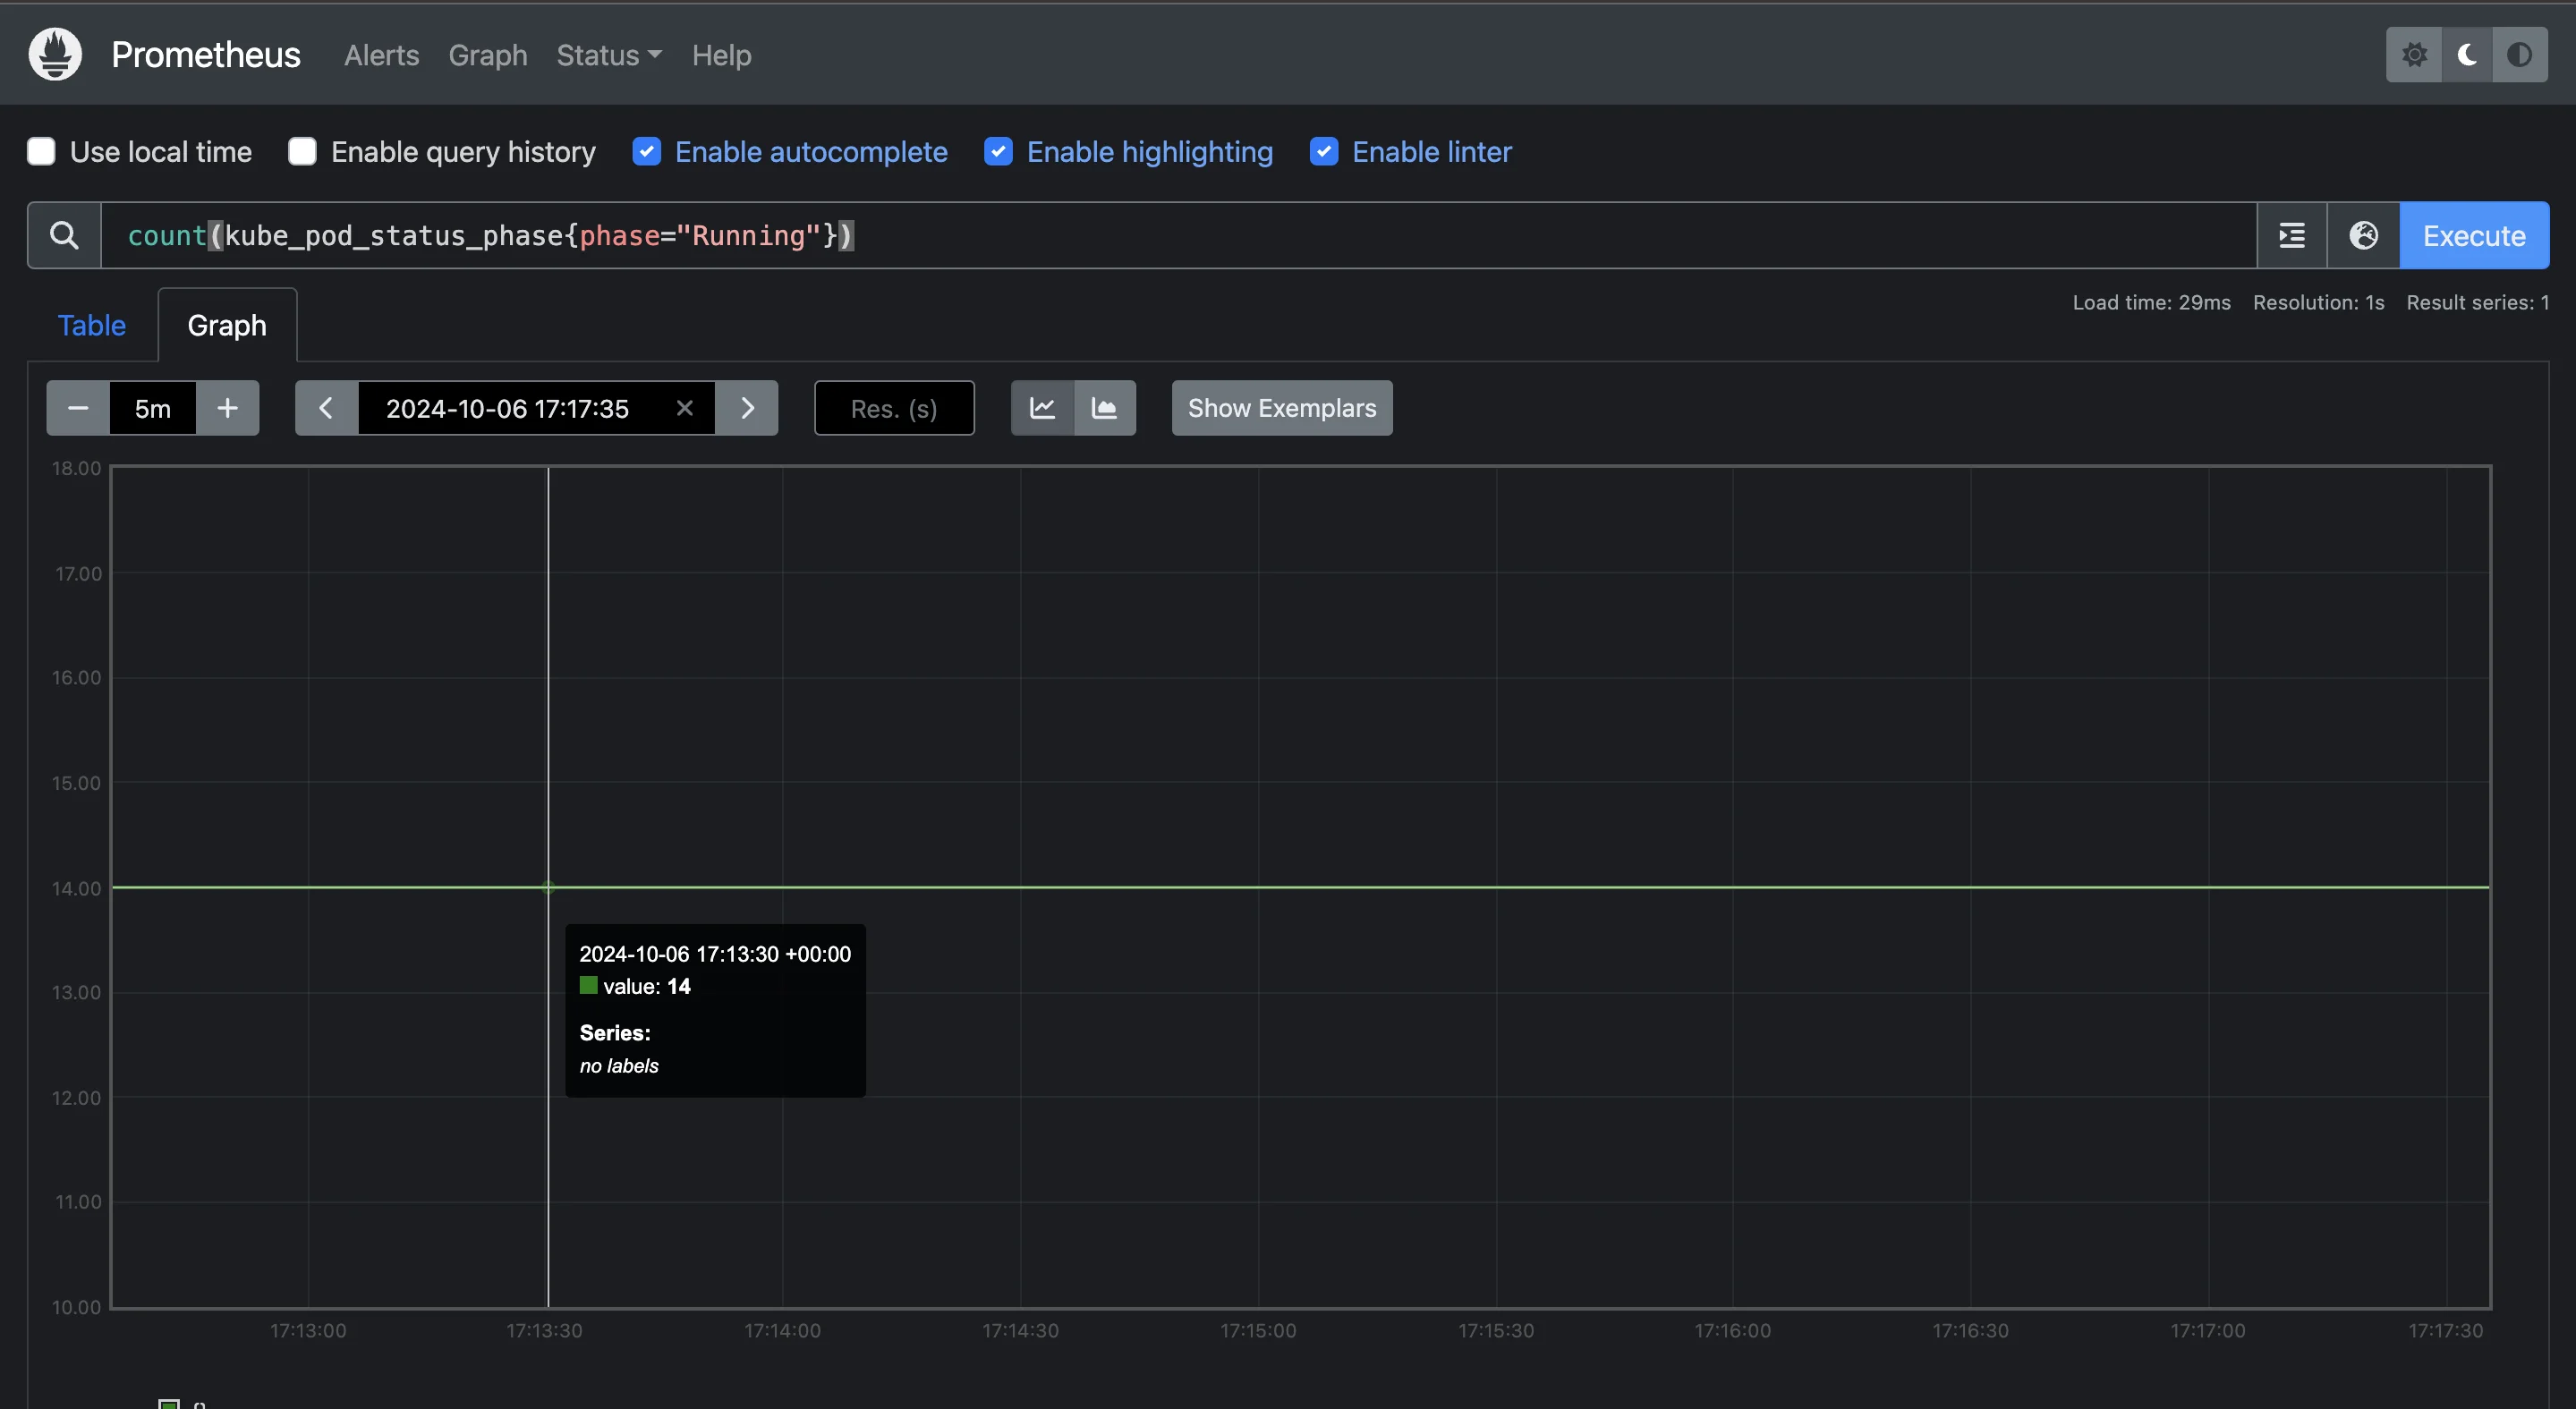 Prometheus Alerts Graph Status Help
Use local time Enable query history Enable autocomplete Enable highlighting Enable linter
count(kube_pod_status_phase{phase="Running"}) Execute
Load time: 29ms Resolution: 1s Result series: 1
Table Graph
5m 2024-10-06 17:17:35 Res. (s) Show Exemplars
18.00
17.00
16.00
15.00
14.00
13.00
12.00
11.00
10.00
2024-10-06 17:13:30 +00:00
value: 14
Series:
no labels
17:13:00 17:13:30 17:14:00 17:14:30 17:15:00 17:15:30 17:16:00 17:16:30 17:17:00 17:17:30